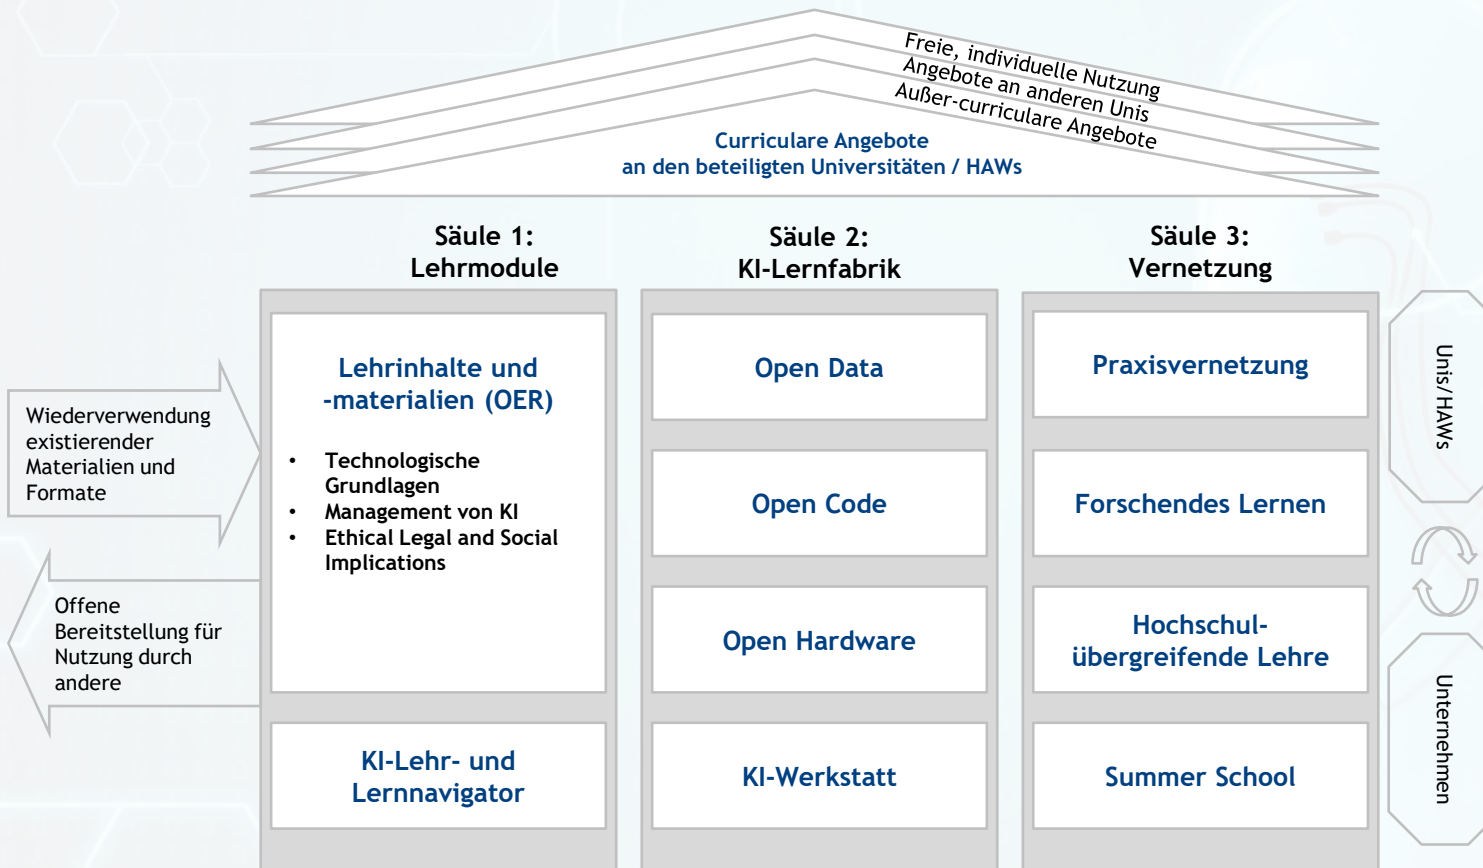 Freie, individuelle Nutzung
Angebote an anderen Unis
Außer-curriculare Angebote
Curriculare Angebote
an den beteiligten Universitäten / HAWs
Säule 1:
Lehrmodule
Säule 2:
KI-Lernfabrik
Säule 3:
Vernetzung
Wiederverwendung
existierender
Materialien und
Formate
Offene
Bereitstellung für
Nutzung durch
andere
Lehrinhalte und
-materialien (OER)
• Technologische
Grundlagen
• Management von KI
• Ethical Legal and Social
Implications
KI-Lehr- und
Lernnavigator
Open Data
Open Code
Open Hardware
KI-Werkstatt
Praxisvernetzung
Forschendes Lernen
Hochschul-
übergreifende Lehre
Summer School
Unis/HAWs
Unternehmen